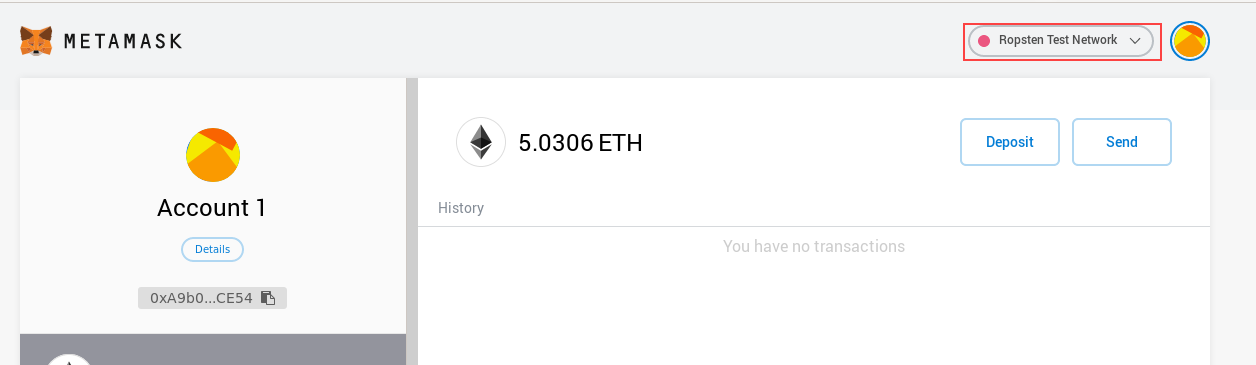 METAMASK
Ropsten Test Network
Account 1
Details
0xA9b0...CE54
5.0306 ETH
Deposit
Send
History
You have no transactions